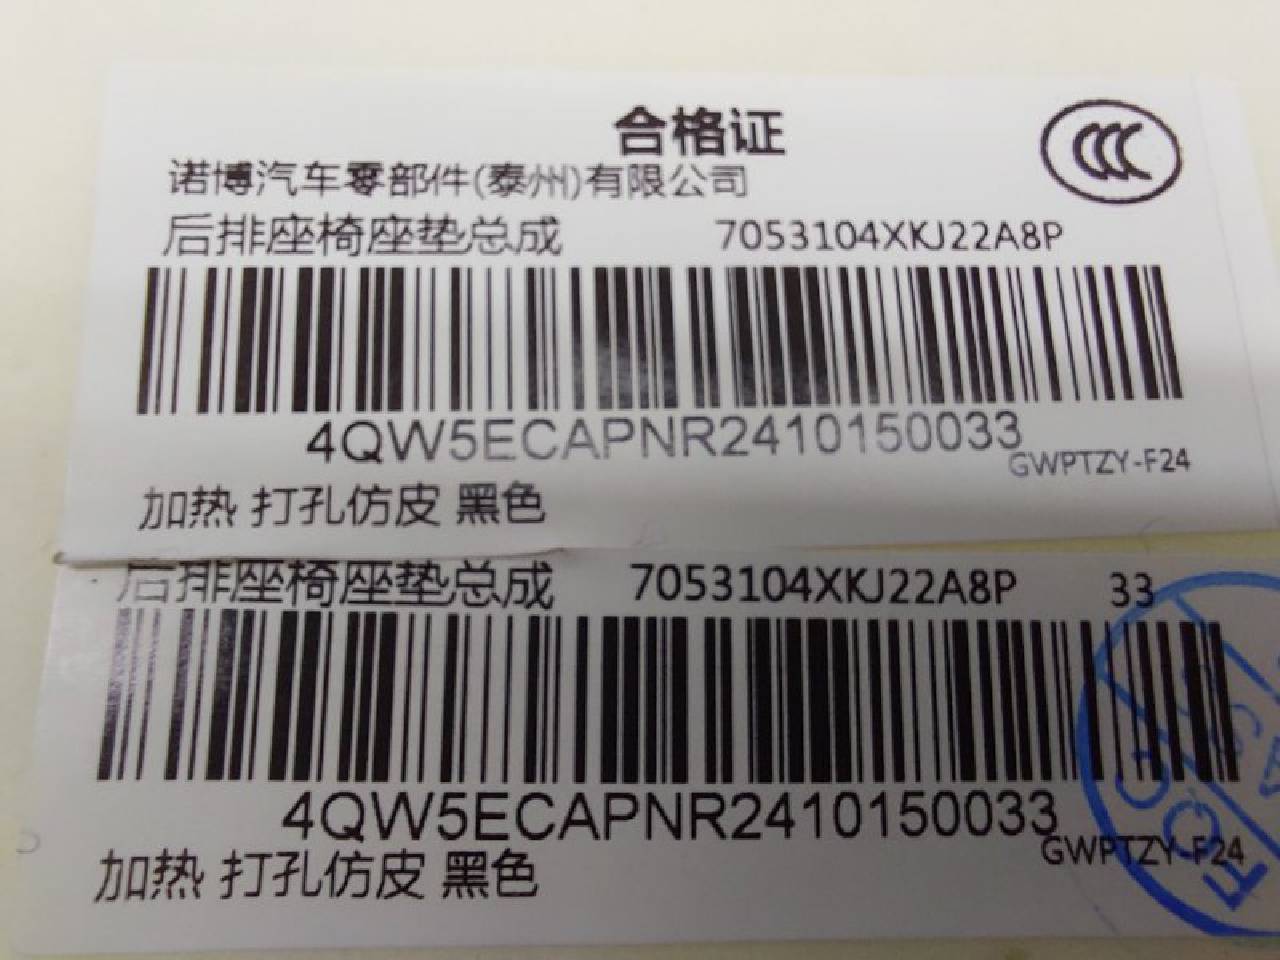 合格证
诺博汽车零部件(泰州)有限公司
后排座椅座垫总成 7053104XKJ22A8P
4QW5ECAPNR2410150033
GWPTZY-F24
加热 打孔仿皮 黑色
后排座椅座垫总成 7053104XKJ22A8P 33
4QW5ECAPNR2410150033
GWPTZY-F24
加热 打孔仿皮 黑色